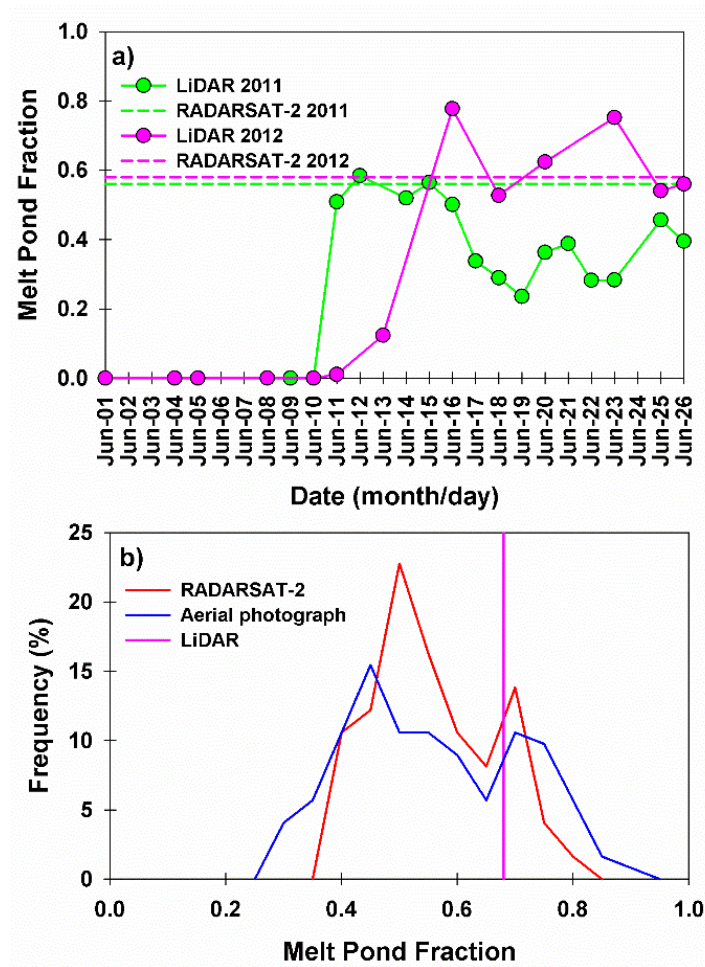 a)
LiDAR 2011
RADARSAT-2 2011
LiDAR 2012
RADARSAT-2 2012
Melt Pond Fraction
1.0
0.8
0.6
0.4
0.2
0.0
Jun-01
Jun-02
Jun-03
Jun-04
Jun-05
Jun-06
Jun-07
Jun-08
Jun-09
Jun-10
Jun-11
Jun-12
Jun-13
Jun-14
Jun-15
Jun-16
Jun-17
Jun-18
Jun-19
Jun-20
Jun-21
Jun-22
Jun-23
Jun-24
Jun-25
Jun-26
Date (month/day)
b)
RADARSAT-2
Aerial photograph
LiDAR
Frequency (%)
25
20
15
10
5
0
0.0 0.2 0.4 0.6 0.8 1.0
Melt Pond Fraction